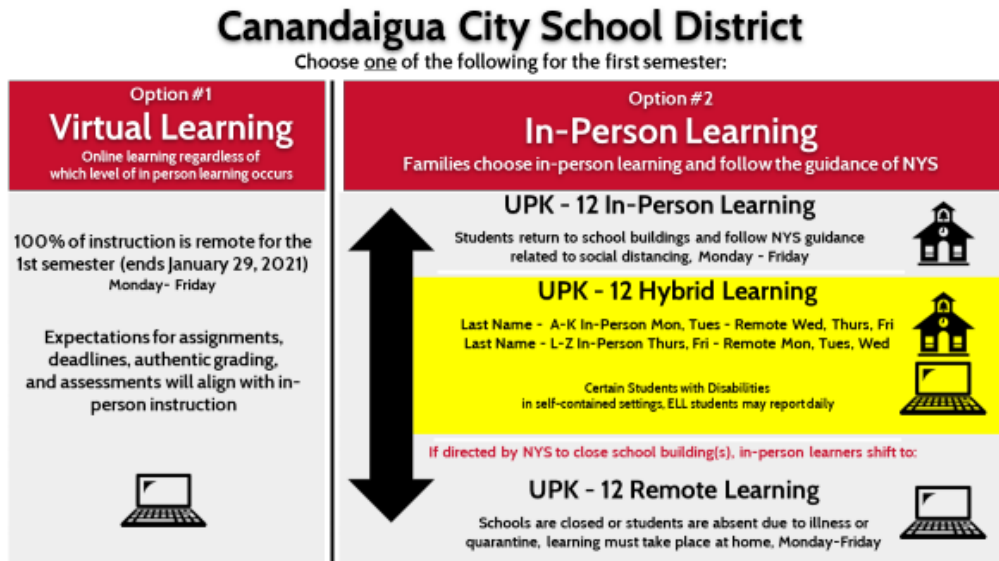 Canandaigua City School District
Choose one of the following for the first semester:
Option #1
Virtual Learning
Online learning regardless of
which level of in person learning occurs
100% of instruction is remote for the
1st semester (ends January 29, 2021)
Monday- Friday
Expectations for assignments,
deadlines, authentic grading,
and assessments will align with in-
person instruction
Option #2
In-Person Learning
Families choose in-person learning and follow the guidance of NYS
UPK - 12 In-Person Learning
Students return to school buildings and follow NYS guidance
related to social distancing, Monday - Friday
UPK - 12 Hybrid Learning
Last Name - A-K In-Person Mon, Tues - Remote Wed, Thurs, Fri
Last Name - L-Z In-Person Thurs, Fri - Remote Mon, Tues, Wed
Certain Students with Disabilities
in self-contained settings, ELL students may report daily
If directed by NYS to close school building(s), in-person learners shift to:
UPK - 12 Remote Learning
Schools are closed or students are absent due to illness or
quarantine, learning must take place at home, Monday-Friday